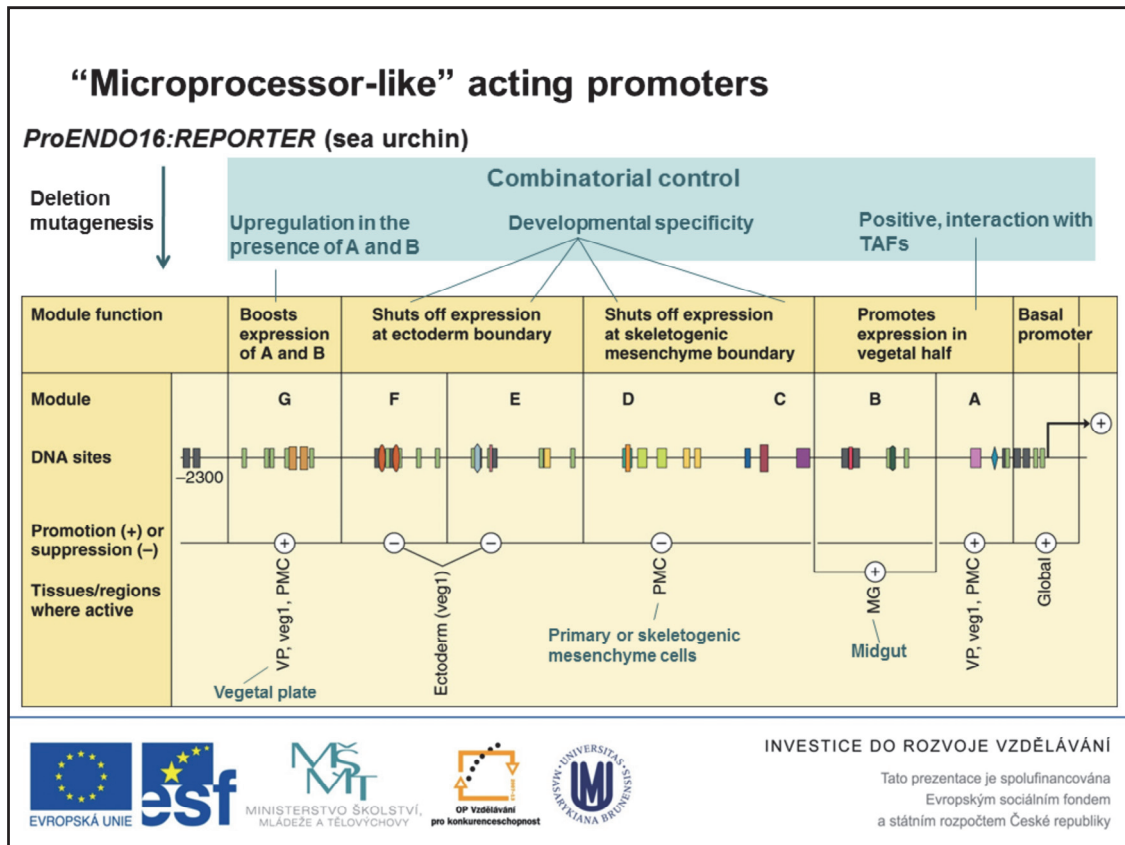 “Microprocessor-like” acting promoters
ProENDO16:REPORTER (sea urchin)
Deletion
mutagenesis
Combinatorial control
Upregulation in the
presence of A and B
Developmental specificity
Positive, interaction with
TAFs
Module function
Boosts
expression
of A and B
Shuts off expression
at ectoderm boundary
Shuts off expression
at skeletogenic
mesenchyme boundary
Promotes
expression in
vegetal half
Basal
promoter
Module
G
F
E
D
C
B
A
DNA sites
–2300
+
Promotion (+) or
suppression (–)
+
–
–
–
+
+
+
Tissues/regions
where active
VP, veg1, PMC
Ectoderm (veg1)
PMC
MG
VP, veg1, PMC
Global
Vegetal plate
Primary or skeletogenic
mesenchyme cells
Midgut
EVROPSKÁ UNIE
esf
MŠMT
MINISTERSTVO ŠKOLSTVÍ,
MLÁDEŽE A TĚLOVÝCHOVY
2007-13
OP Vzdělávání
pro konkurenceschopnost
UNIVERSITAS MASARYKIANA BRUNENSIS
INVESTICE DO ROZVOJE VZDĚLÁVÁNÍ
Tato prezentace je spolufinancována
Evropským sociálním fondem
a státním rozpočtem České republiky